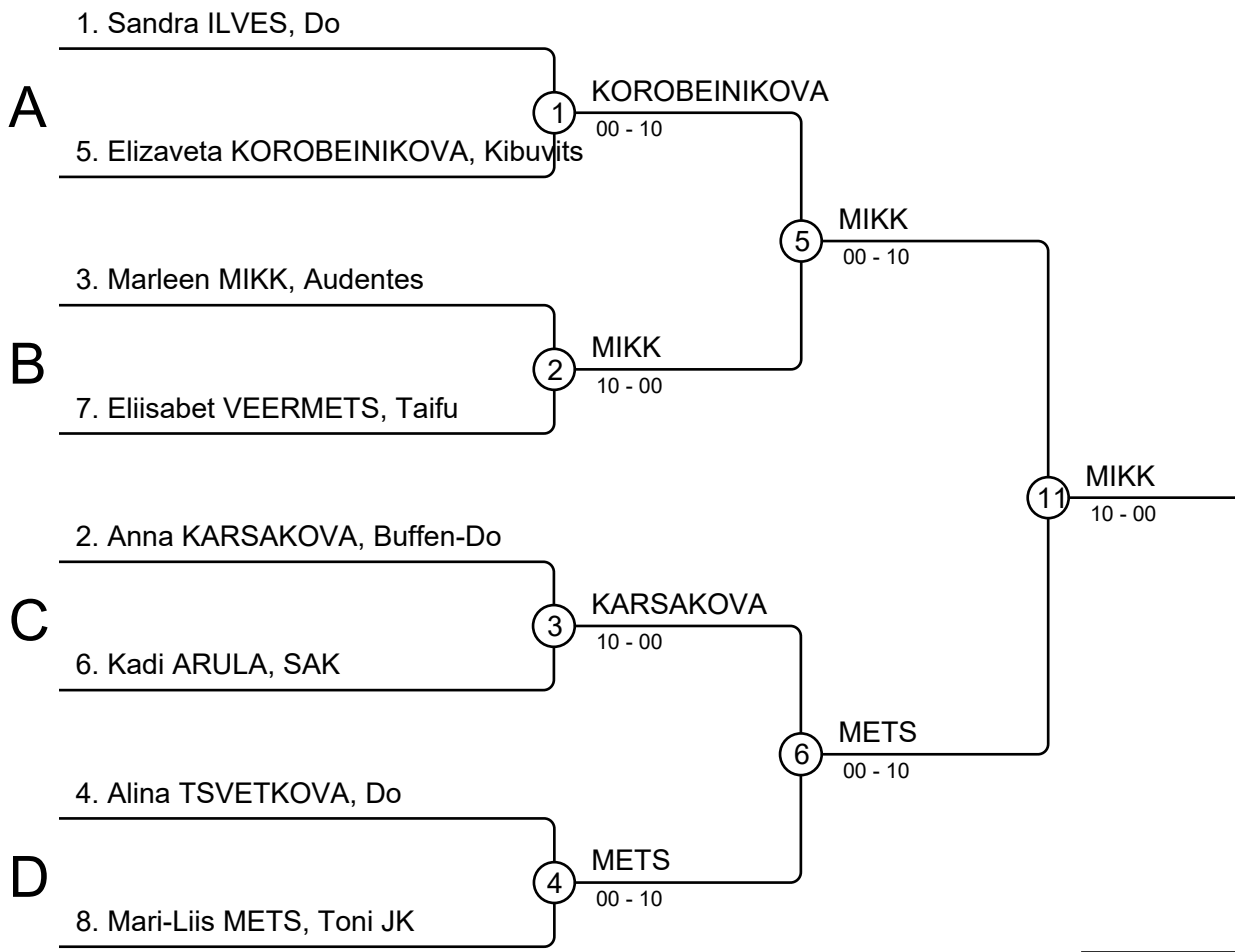 1. Sandra ILVES, Do
A
1
KOROBEINIKOVA
00 - 10
5. Elizaveta KOROBEINIKOVA, Kibuvits
5
MIKK
00 - 10
3. Marleen MIKK, Audentes
B
2
MIKK
10 - 00
7. Eliisabet VEERMETS, Taifu
11
MIKK
10 - 00
2. Anna KARSAKOVA, Buffen-Do
C
3
KARSAKOVA
10 - 00
6. Kadi ARULA, SAK
6
METS
00 - 10
4. Alina TSVETKOVA, Do
D
4
METS
00 - 10
8. Mari-Liis METS, Toni JK